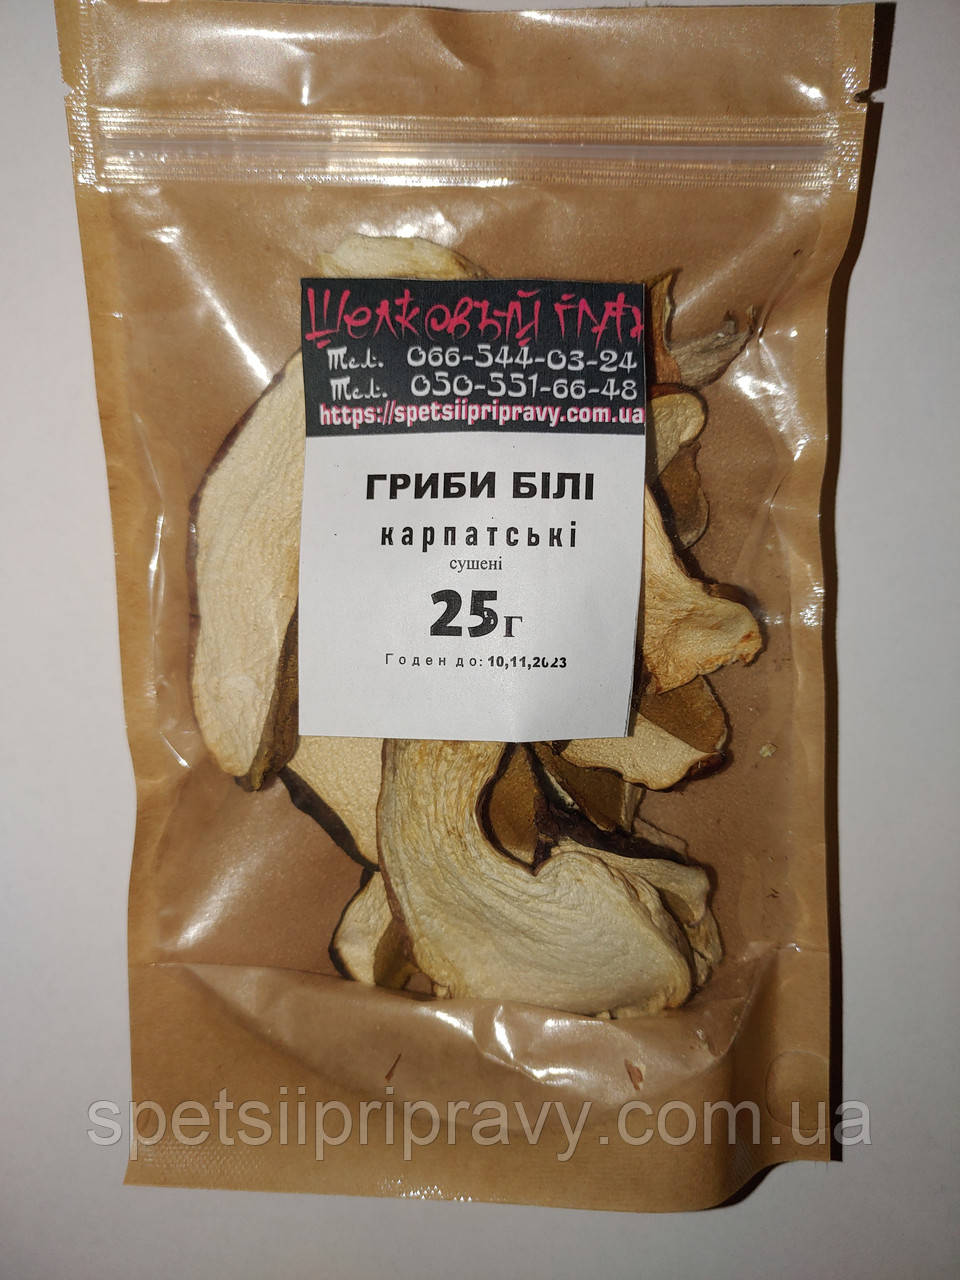 Шелковый путь
Тел. 066-544-03-24
Тел. 050-551-66-48
https://spetsiipripravy.com.ua
ГРИБИ БІЛІ
карпатські
сушені
25г
Годен до: 10,11,2023
spetsiipripravy.com.ua